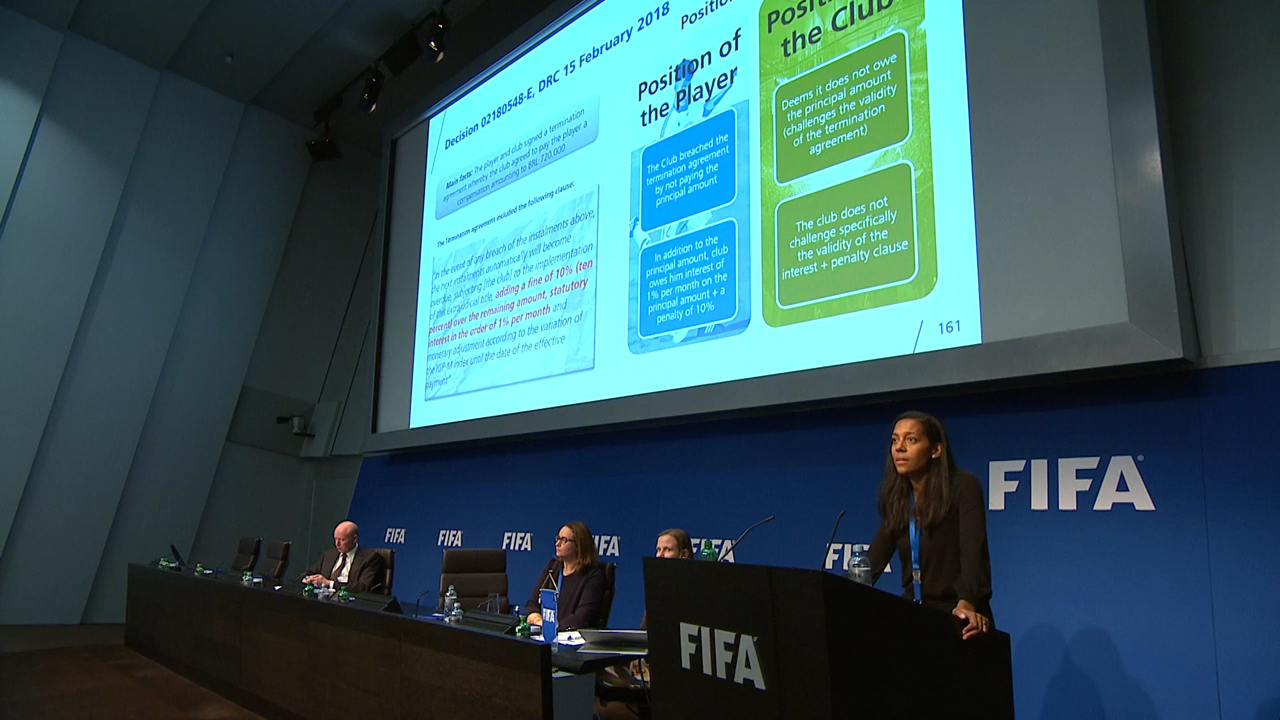 Decision 02180548-E, DRC 15 February 2018
Main facts: The player and club signed a termination
agreement whereby, the club agreed to pay the player a
compensation amounting to BRL 720.000
The termination agreement included the following clause:
"In the event of any breach of the instalments above,
the next instalments automatically will become
overdue, subjecting [the club] to the implementation
of this extrajudicial title, adding a fine of 10% (ten
percent) over the remaining amount, statutory
interest in the order of 1% per month and
monetary adjustment according to the variation of
the IGP-M index until the date of the effective
payment"
Position of
the Player
The Club breached the
termination agreement
by not paying the
principal amount
In addition to the
principal amount, club
owes him interest of
1% per month on the
principal amount + a
penalty of 10%
the Club
Deems it does not owe
the principal amount
(challenges the validity
of the termination
agreement)
The club does not
challenge specifically
the validity of the
interest + penalty clause
161
FIFA
FIFA
FIFA
FIFA
FIFA
FIFA
FIFA
FIFA